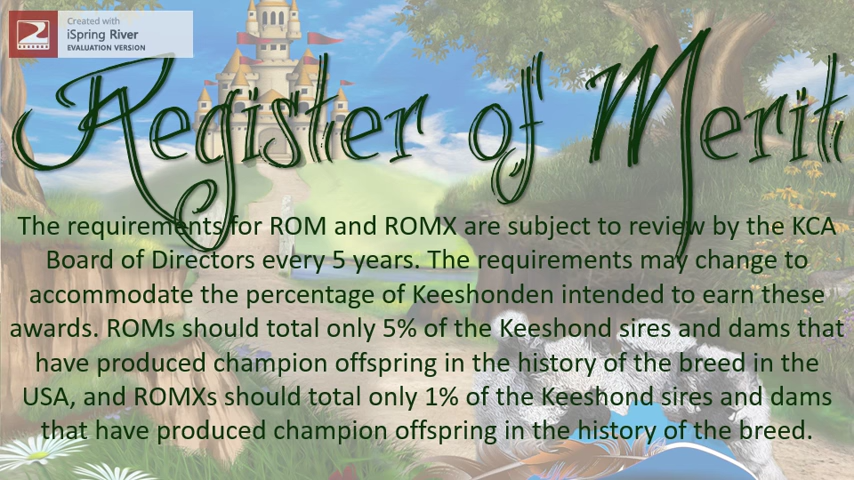 Created with
iSpring River
EVALUATION VERSION
Register of Merit
The requirements for ROM and ROMX are subject to review by the KCA
Board of Directors every 5 years. The requirements may change to
accommodate the percentage of Keeshonden intended to earn these
awards. ROMs should total only 5% of the Keeshond sires and dams that
have produced champion offspring in the history of the breed in the
USA, and ROMXs should total only 1% of the Keeshond sires and dams
that have produced champion offspring in the history of the breed.